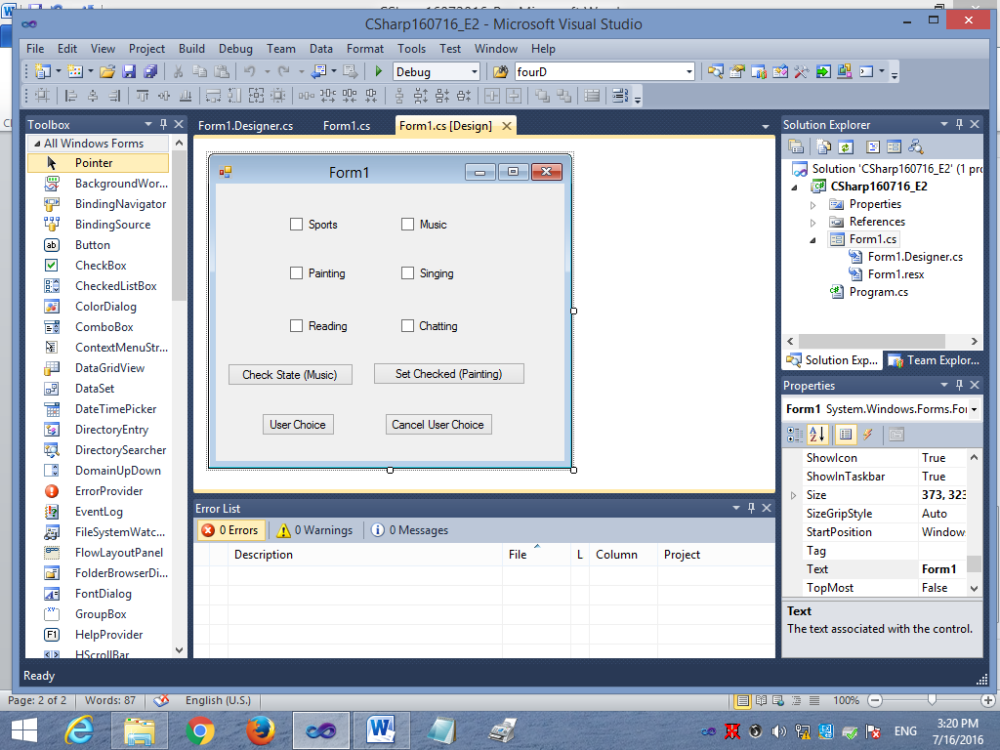 CSharp160716_E2 - Microsoft Visual Studio
File Edit View Project Build Debug Team Data Format Tools Test Window Help
Debug fourD
Toolbox
All Windows Forms
Pointer
BackgroundWor...
BindingNavigator
BindingSource
Button
CheckBox
CheckedListBox
ColorDialog
ComboBox
ContextMenuStr...
DataGridView
DataSet
DateTimePicker
DirectoryEntry
DirectorySearcher
DomainUpDown
ErrorProvider
EventLog
FileSystemWatc...
FlowLayoutPanel
FolderBrowserDi...
FontDialog
GroupBox
HelpProvider
HScrollBar
Form1.Designer.cs Form1.cs Form1.cs [Design]
Form1
Sports Music
Painting Singing
Reading Chatting
Check State (Music) Set Checked (Painting)
User Choice Cancel User Choice
Error List
0 Errors 0 Warnings 0 Messages
Description File L Column Project
Solution Explorer
Solution 'CSharp160716_E2' (1 pro
CSharp160716_E2
Properties
References
Form1.cs
Form1.Designer.cs
Form1.resx
Program.cs
Solution Exp... Team Explor...
Properties
Form1 System.Windows.Forms.For
ShowIcon True
ShowInTaskbar True
Size 373, 323
SizeGripStyle Auto
StartPosition Windows
Tag
Text Form1
TopMost False
Text
The text associated with the control.
Ready
Page: 2 of 2 Words: 87 English (U.S.) 100%
ENG 3:20 PM
7/16/2016